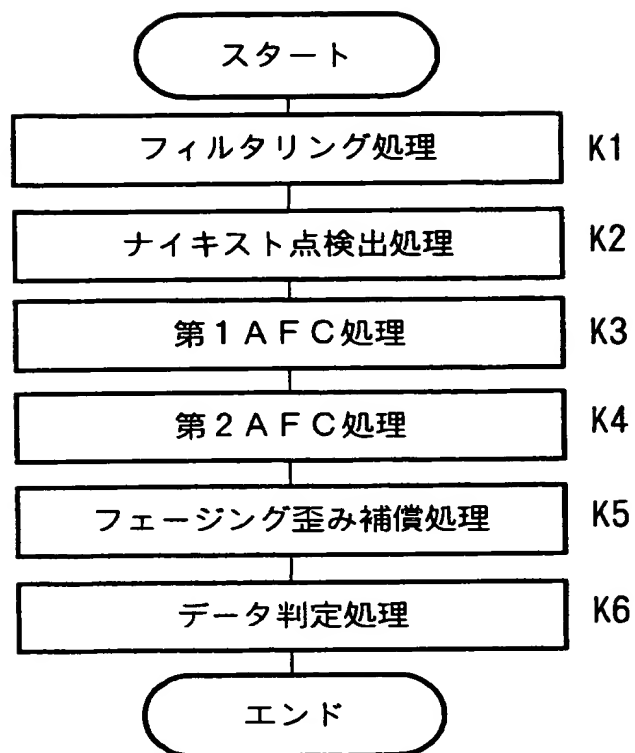 スタート
フィルタリング処理 K1
ナイキスト点検出処理 K2
第1AFC処理 K3
第2AFC処理 K4
フェージング歪み補償処理 K5
データ判定処理 K6
エンド